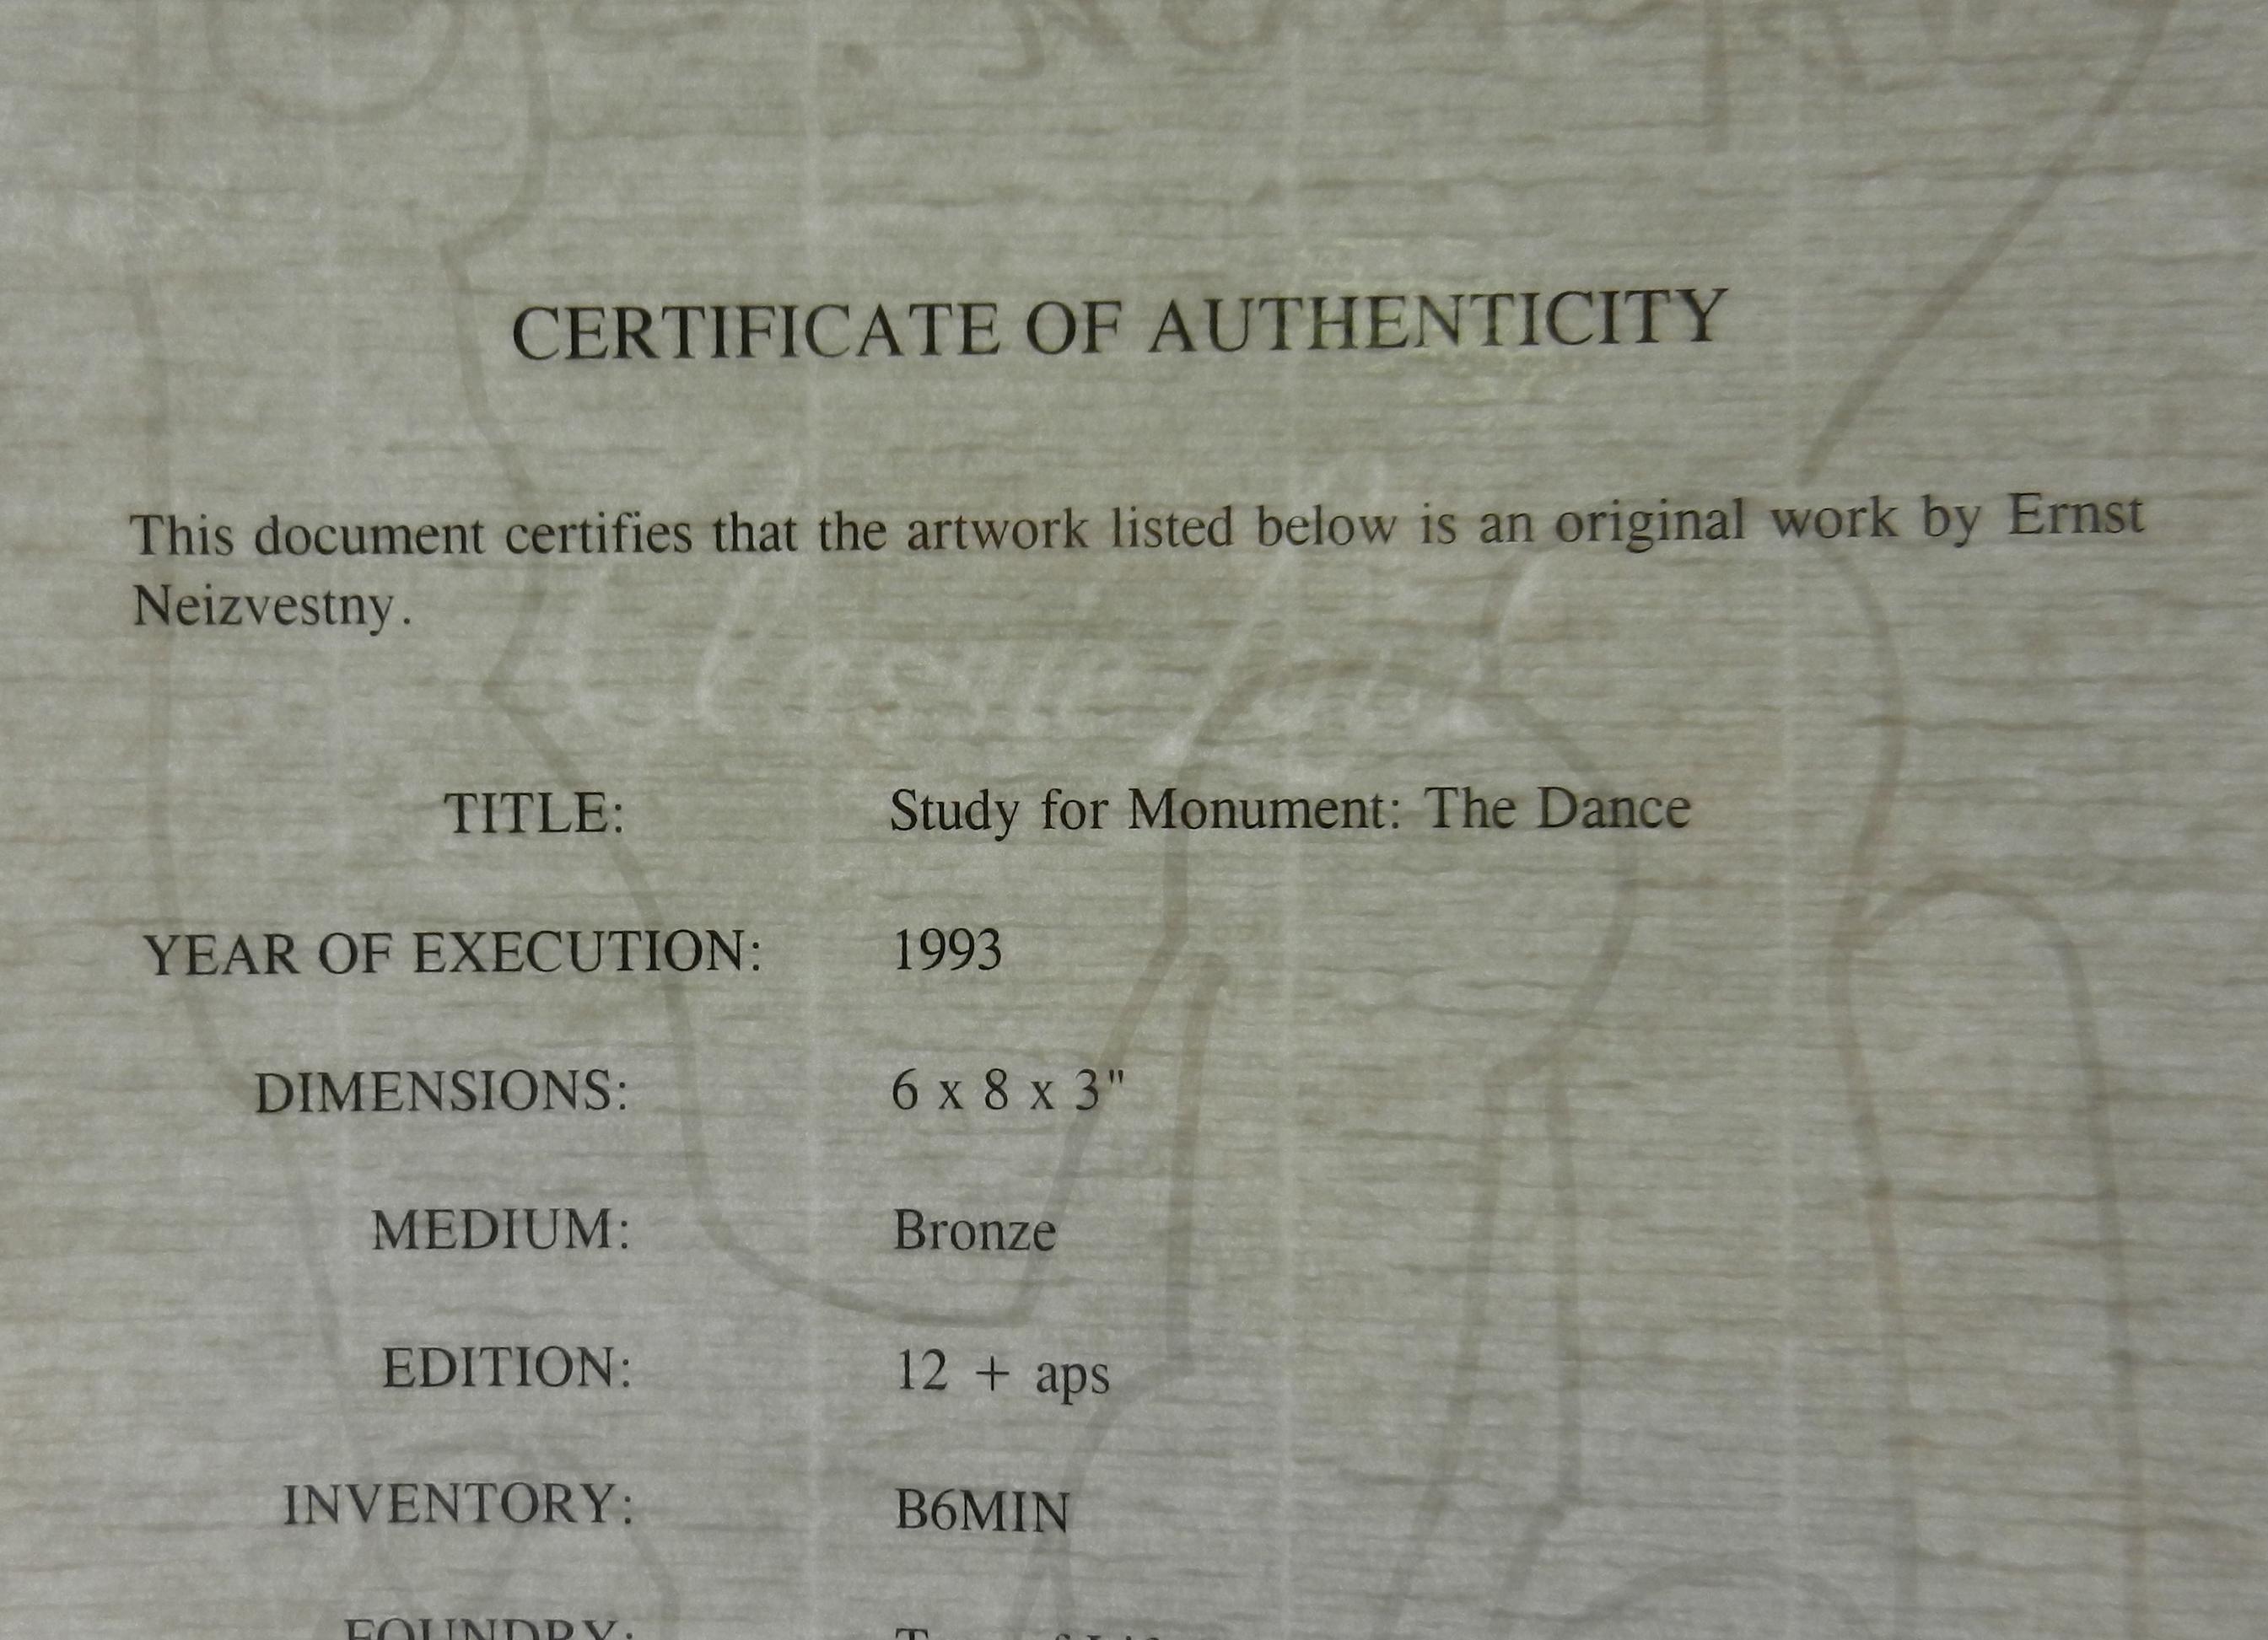 CERTIFICATE OF AUTHENTICITY
This document certifies that the artwork listed below is an original work by Ernst
Neizvestny.
TITLE: Study for Monument: The Dance
YEAR OF EXECUTION: 1993
DIMENSIONS: 6 x 8 x 3"
MEDIUM: Bronze
EDITION: 12 + aps
INVENTORY: B6MIN
FOUNDRY: